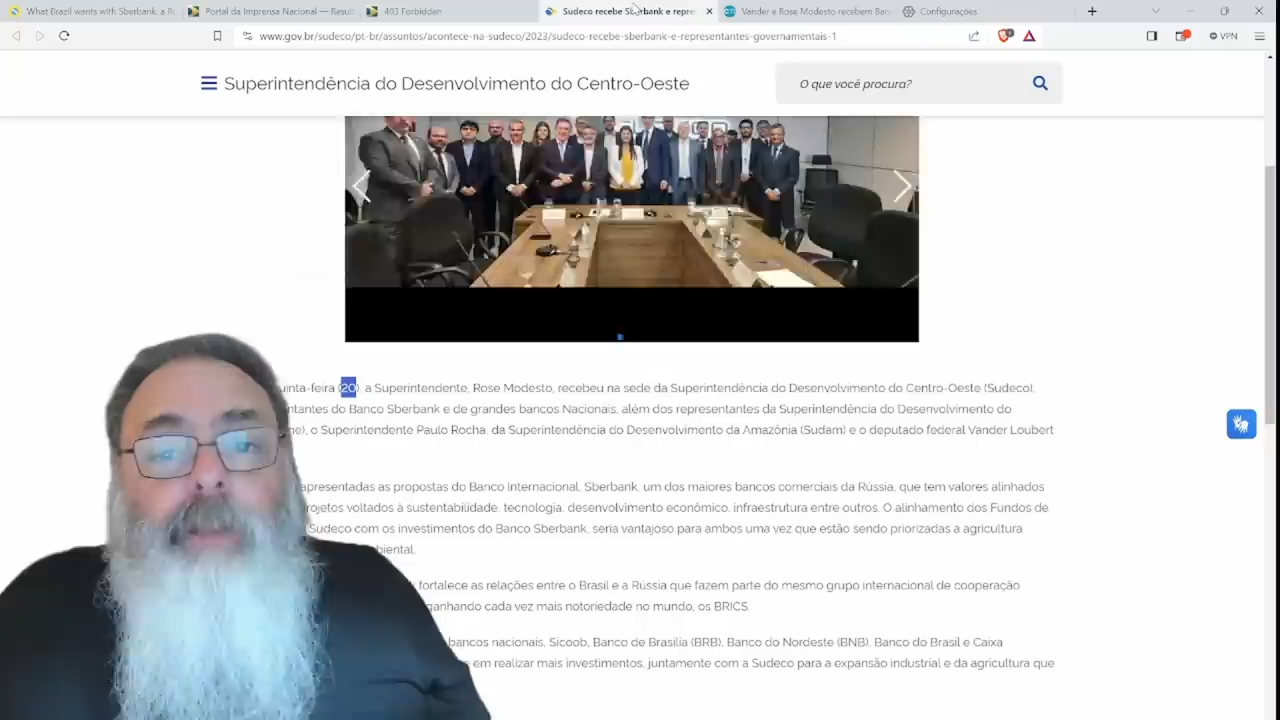 What Brazil wants with Sberbank, a R
Portal da Imprensa Nacional — Resul
403 Forbidden
Sudeco recebe Sberbank e repre
Vander e Rose Modesto recebem Ban
Configurações
www.gov.br/sudeco/pt-br/assuntos/acontece-na-sudeco/2023/sudeco-recebe-sberbank-e-representantes-governamentais-1
VPN
Superintendência do Desenvolvimento do Centro-Oeste
O que você procura?
uinta-feira (20) a Superintendente, Rose Modesto, recebeu na sede da Superintendência do Desenvolvimento do Centro-Oeste (Sudeco),
ntantes do Banco Sberbank e de grandes bancos Nacionais, além dos representantes da Superintendência do Desenvolvimento do
ne), o Superintendente Paulo Rocha, da Superintendência do Desenvolvimento da Amazônia (Sudam) e o deputado federal Vander Loubert
apresentadas as propostas do Banco Internacional, Sberbank, um dos maiores bancos comerciais da Rússia, que tem valores alinhados
rojetos voltados à sustentabilidade, tecnologia, desenvolvimento econômico, infraestrutura entre outros. O alinhamento dos Fundos de
Sudeco com os investimentos do Banco Sberbank, seria vantajoso para ambos uma vez que estão sendo priorizadas a agricultura
biental.
fortalece as relações entre o Brasil e a Rússia que fazem parte do mesmo grupo internacional de cooperação
ganhando cada vez mais notoriedade no mundo, os BRICS.
bancos nacionais, Sicoob, Banco de Brasília (BRB), Banco do Nordeste (BNB), Banco do Brasil e Caixa
em realizar mais investimentos, juntamente com a Sudeco para a expansão industrial e da agricultura que